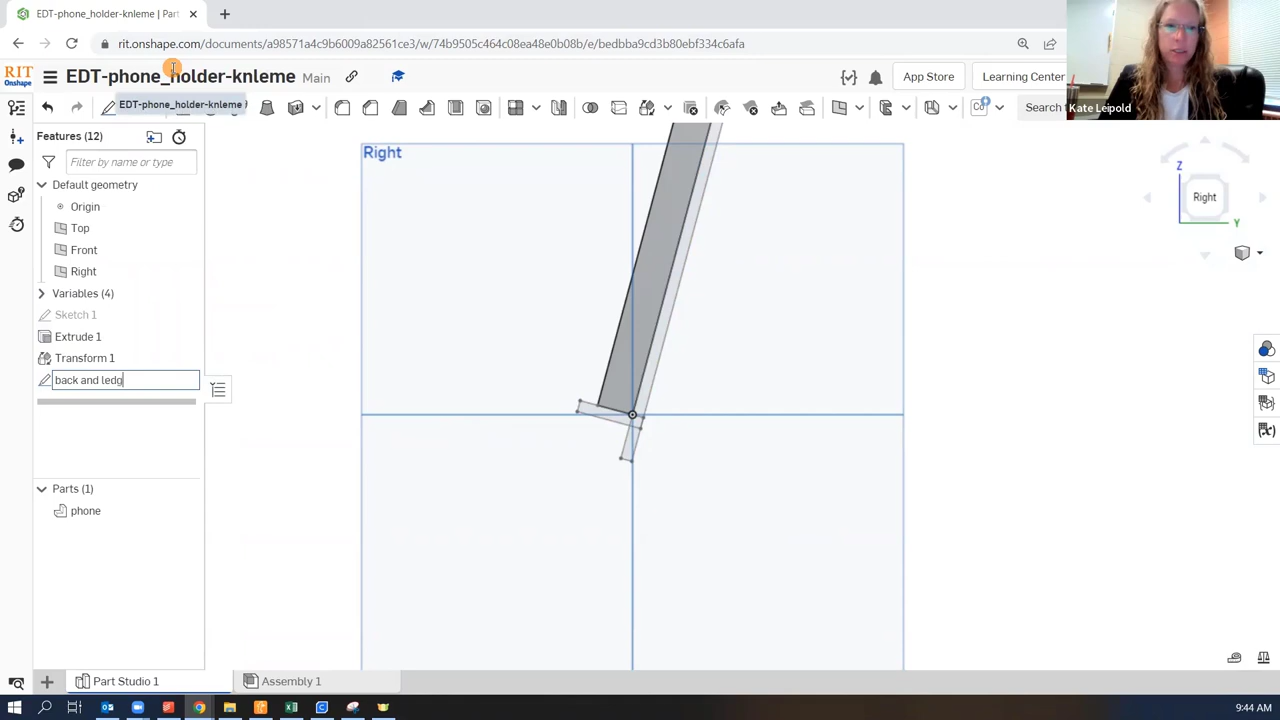 EDT-phone_holder-knleme | Part
rit.onshape.com/documents/a98571a4c9b6009a82561ce3/w/74b9505c464c08ea48e0b08b/e/bedbba9cd3b80ebf334c6afa
RIT
Onshape
EDT-phone_holder-knleme Main
App Store
Learning Center
EDT-phone_holder-knleme
Search
Kate Leipold
Features (12)
Filter by name or type
Default geometry
Origin
Top
Front
Right
Variables (4)
Sketch 1
Extrude 1
Transform 1
back and ledg
Parts (1)
phone
Right
Z
Right
Y
Part Studio 1
Assembly 1
9:44 AM